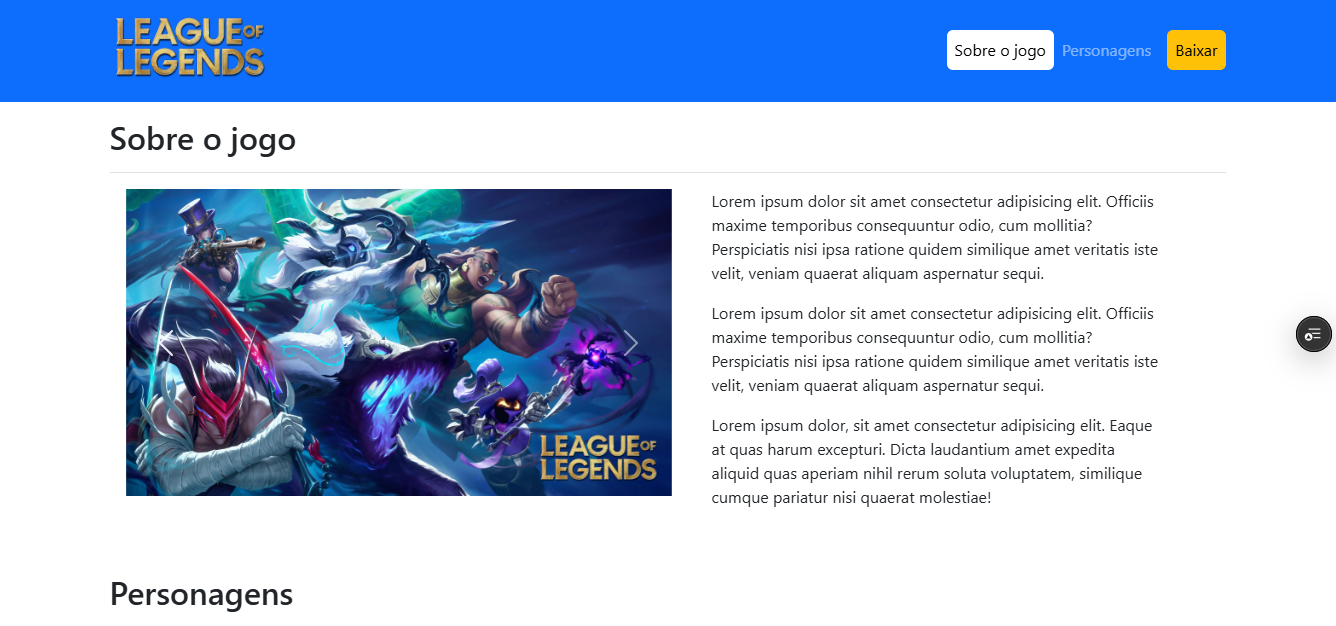 LEAGUE OF
LEGENDS
Sobre o jogo
Personagens
Baixar
Sobre o jogo
LEAGUE OF
LEGENDS
Lorem ipsum dolor sit amet consectetur adipisicing elit. Officiis
maxime temporibus consequuntur odio, cum mollitia?
Perspiciatis nisi ipsa ratione quidem similique amet veritatis iste
velit, veniam quaerat aliquam aspernatur sequi.
Lorem ipsum dolor sit amet consectetur adipisicing elit. Officiis
maxime temporibus consequuntur odio, cum mollitia?
Perspiciatis nisi ipsa ratione quidem similique amet veritatis iste
velit, veniam quaerat aliquam aspernatur sequi.
Lorem ipsum dolor, sit amet consectetur adipisicing elit. Eaque
at quas harum excepturi. Dicta laudantium amet expedita
aliquid quas aperiam nihil rerum soluta voluptatem, similique
cumque pariatur nisi quaerat molestiae!
Personagens